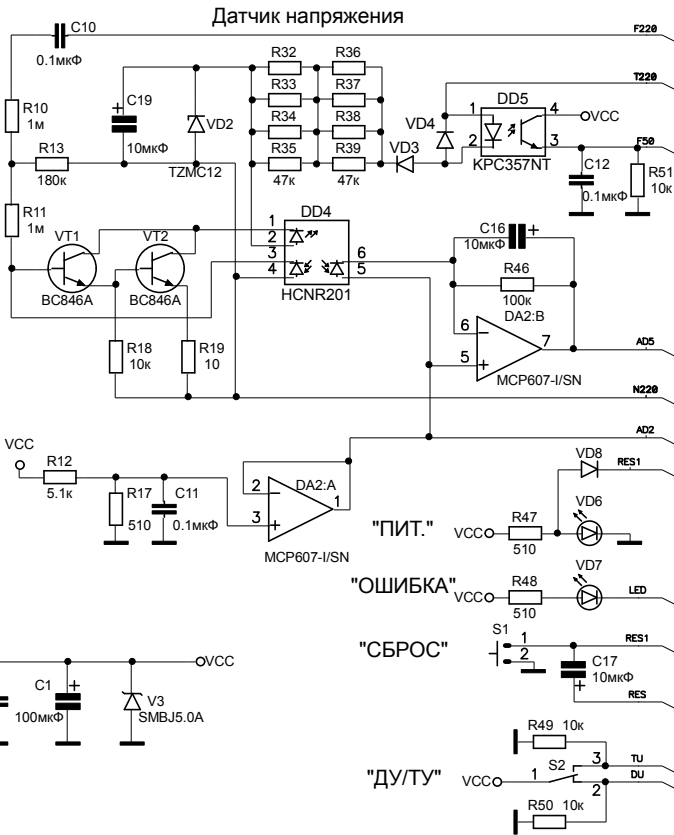 Датчик напряжения
C10
0.1мкФ
F220
T220
R10
1м
C19
+
10мкФ
VD2
TZMC12
R32
R33
R34
R35
47к
R36
R37
R38
R39
47к
VD3
VD4
DD5
1
2
4
3
KPC357NT
VCC
F50
C12
0.1мкФ
R51
10к
R13
180к
R11
1м
VT1
BC846A
VT2
BC846A
DD4
1
2
3
4
6
5
HCNR201
C16
10мкФ
+
R46
100к
DA2:B
6
5
7
MCP607-I/SN
AD5
R18
10к
R19
10
N220
AD2
VCC
R12
5.1к
R17
510
C11
0.1мкФ
DA2:A
2
3
1
MCP607-I/SN
VD8
RES1
"ПИТ."
VCC
R47
510
VD6
"ОШИБКА"
VCC
R48
510
VD7
LED
"СБРОС"
S1
1
2
RES1
C17
10мкФ
+
RES
VCC
C1
+
100мкФ
V3
SMBJ5.0A
R49 10к
"ДУ/ТУ"
VCC
1
S2
3
2
TU
DU
R50 10к